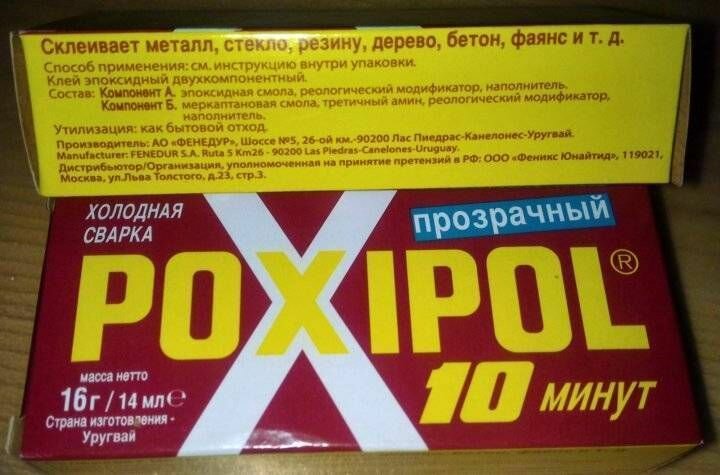 Склеивает металл, стекло, резину, дерево, бетон, фаянс и т. д.
Способ применения: см. инструкцию внутри упаковки.
Клей эпоксидный двухкомпонентный.
Состав: Компонент А. эпоксидная смола, реологический модификатор, наполнитель.
Компонент Б. меркаптановая смола, третичный амин, реологический модификатор,
наполнитель.
Утилизация: как бытовой отход.
Производитель: АО «ФЕНЕДУР», Шоссе №5, 26-ой км.-90200 Лас Пиедрас-Канелонес-Уругвай.
Manufacturer: FENEDUR S.A. Ruta 5 Km26 - 90200 Las Piedras-Canelones-Uruguay.
Дистрибьютор/Организация, уполномоченная на принятие претензий в РФ: ООО «Феникс Юнайтид», 119021,
Москва, ул.Льва Толстого, д.23, стр.3.
ХОЛОДНАЯ
СВАРКА
прозрачный
POXIPOL®
масса нетто
16 г / 14 мл℮
Страна изготовления -
Уругвай
10 минут